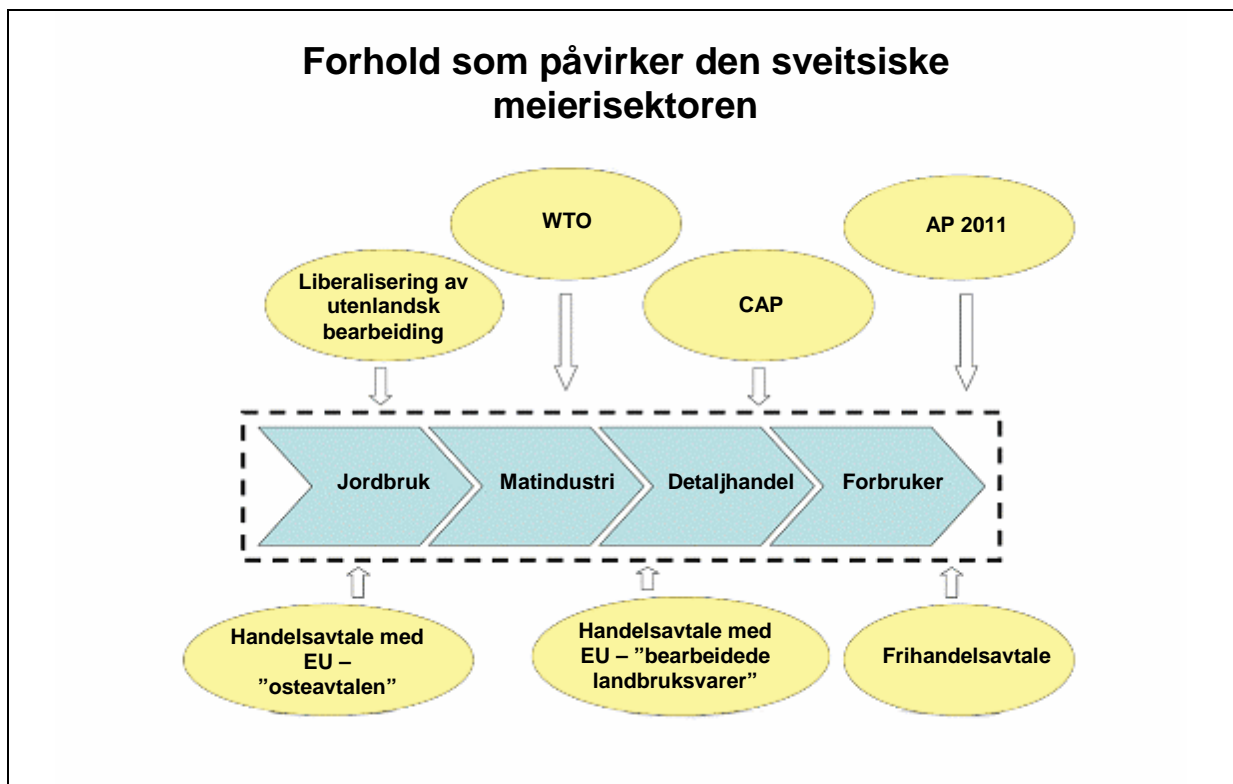 Forhold som påvirker den sveitsiske
meierisektoren
WTO
AP 2011
Liberalisering av
utenlandsk
bearbeiding
CAP
Jordbruk
Matindustri
Detaljhandel
Forbruker
Handelsavtale med
EU –
”osteavtalen”
Handelsavtale med
EU – ”bearbeidede
landbruksvarer”
Frihandelsavtale